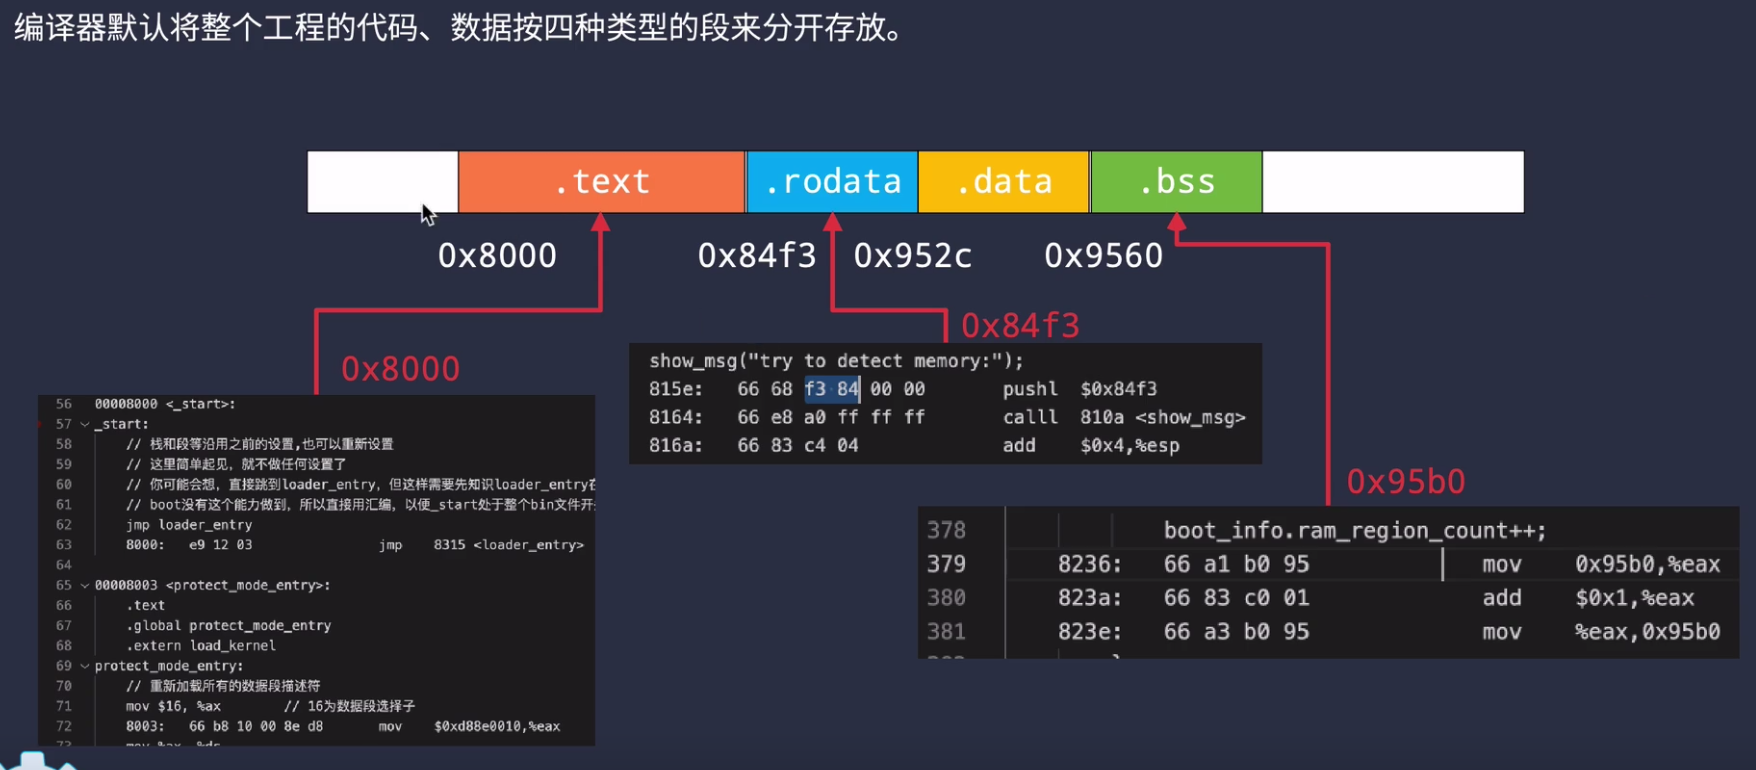 编译器默认将整个工程的代码、数据按四种类型的段来分开存放。
.text .rodata .data .bss
0x8000 0x84f3 0x952c 0x9560
0x8000
56 00008000 <_start>:
57 _start:
58 // 栈和段等沿用之前的设置,也可以重新设置
59 // 这里简单起见，就不做任何设置了
60 // 你可能会想，直接跳到loader_entry，但这样需要先知识loader_entry在
61 // boot没有这个能力做到，所以直接用汇编，以便_start处于整个bin文件开
62 jmp loader_entry
63 8000: e9 12 03 jmp 8315 <loader_entry>
64
65 00008003 <protect_mode_entry>:
66 .text
67 .global protect_mode_entry
68 .extern load_kernel
69 protect_mode_entry:
70 // 重新加载所有的数据段描述符
71 mov $16, %ax // 16为数据段选择子
72 8003: 66 b8 10 00 8e d8 mov $0xd88e0010,%eax
73 mov %ax, %ds
0x84f3
show_msg("try to detect memory:");
815e: 66 68 f3 84 00 00 pushl $0x84f3
8164: 66 e8 a0 ff ff ff calll 810a <show_msg>
816a: 66 83 c4 04 add $0x4,%esp
0x95b0
378 boot_info.ram_region_count++;
379 8236: 66 a1 b0 95 mov 0x95b0,%eax
380 823a: 66 83 c0 01 add $0x1,%eax
381 823e: 66 a3 b0 95 mov %eax,0x95b0